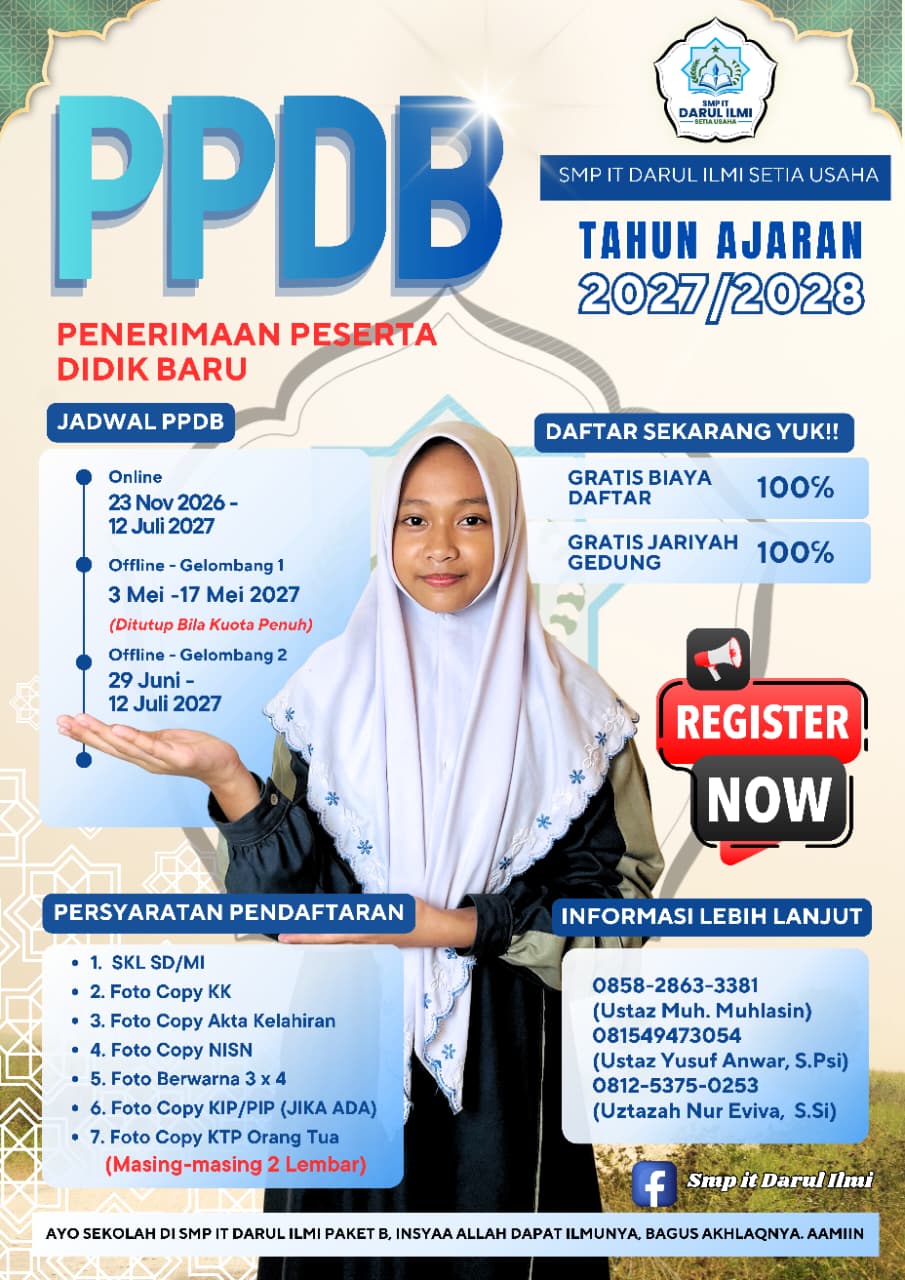 PPDB
SMP IT
DARUL ILMI
SETIA USAHA
SMP IT DARUL ILMI SETIA USAHA
TAHUN AJARAN
2027/2028
PENERIMAAN PESERTA
DIDIK BARU
JADWAL PPDB
Online
23 Nov 2026 -
12 Juli 2027
Offline - Gelombang 1
3 Mei -17 Mei 2027
(Ditutup Bila Kuota Penuh)
Offline - Gelombang 2
29 Juni -
12 Juli 2027
DAFTAR SEKARANG YUK!!
GRATIS BIAYA
DAFTAR
100%
GRATIS JARIYAH
GEDUNG
100%
REGISTER
NOW
PERSYARATAN PENDAFTARAN
• 1. SKL SD/MI
• 2. Foto Copy KK
• 3. Foto Copy Akta Kelahiran
• 4. Foto Copy NISN
• 5. Foto Berwarna 3 x 4
• 6. Foto Copy KIP/PIP (JIKA ADA)
• 7. Foto Copy KTP Orang Tua
(Masing-masing 2 Lembar)
INFORMASI LEBIH LANJUT
0858-2863-3381
(Ustaz Muh. Muhlasin)
081549473054
(Ustaz Yusuf Anwar, S.Psi)
0812-5375-0253
(Uztazah Nur Eviva, S.Si)
Smp it Darul Ilmi
AYO SEKOLAH DI SMP IT DARUL ILMI PAKET B, INSYAA ALLAH DAPAT ILMUNYA, BAGUS AKHLAQNYA. AAMIIN